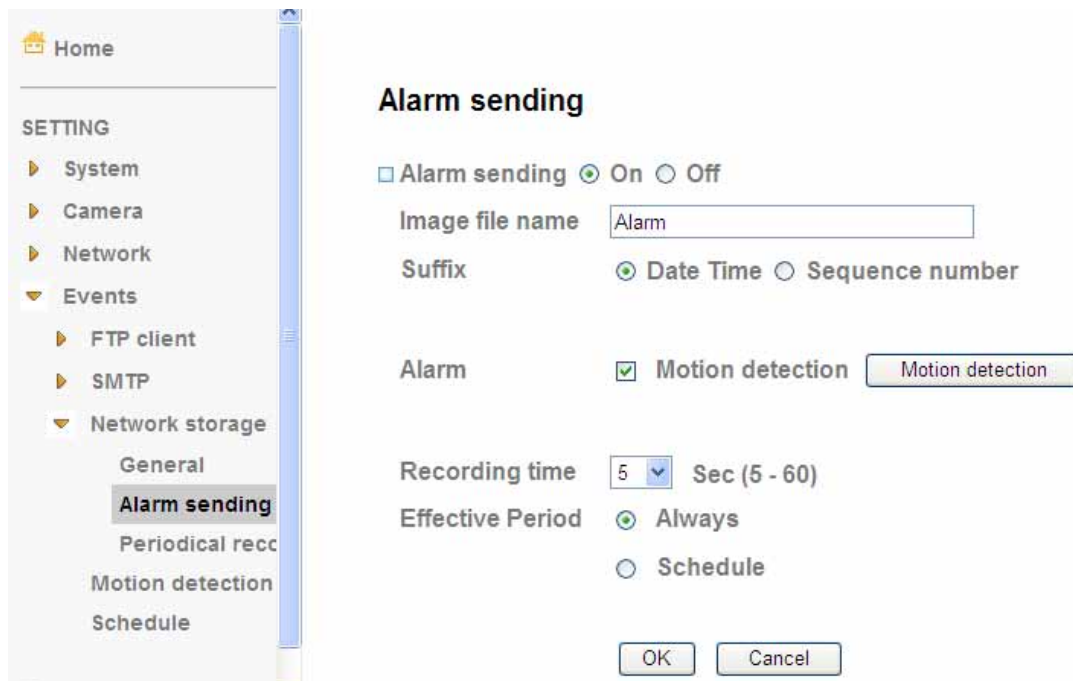 Home
SETTING
System
Camera
Network
Events
FTP client
SMTP
Network storage
General
Alarm sending
Periodical recc
Motion detection
Schedule
Alarm sending
Alarm sending On Off
Image file name Alarm
Suffix Date Time Sequence number
Alarm Motion detection Motion detection
Recording time 5 Sec (5 - 60)
Effective Period Always
Schedule
OK Cancel